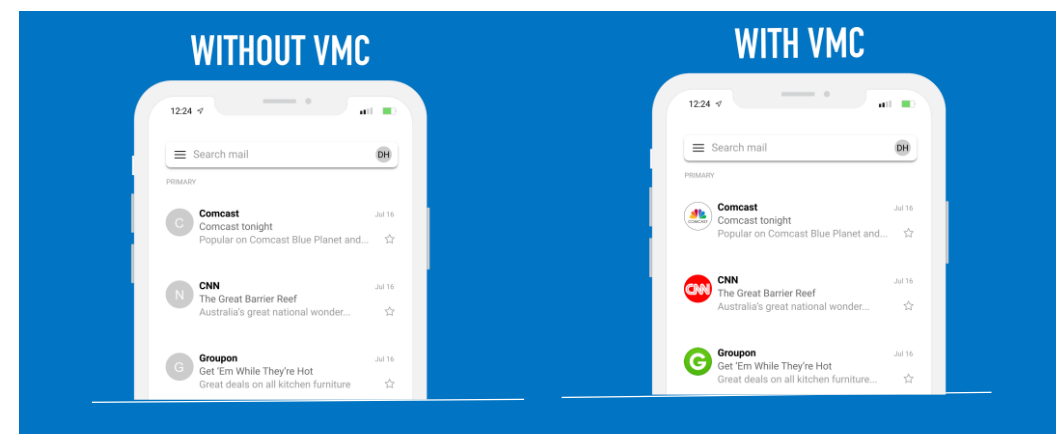 WITHOUT VMC
12:24
Search mail
DH
PRIMARY
C
Comcast
Jul 16
Comcast tonight
Popular on Comcast Blue Planet and...
N
CNN
Jul 16
The Great Barrier Reef
Australia's great national wonder...
G
Groupon
Jul 16
Get 'Em While They're Hot
Great deals on all kitchen furniture
WITH VMC
12:24
Search mail
DH
PRIMARY
COMCAST
Comcast
Jul 16
Comcast tonight
Popular on Comcast Blue Planet and...
CNN
CNN
Jul 16
The Great Barrier Reef
Australia's great national wonder...
G
Groupon
Jul 16
Get 'Em While They're Hot
Great deals on all kitchen furniture...